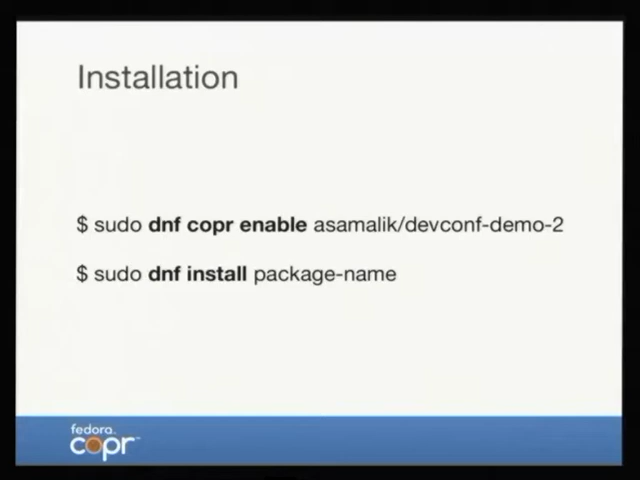 Installation
$ sudo dnf copr enable asamalik/devconf-demo-2
$ sudo dnf install package-name
fedora
copr